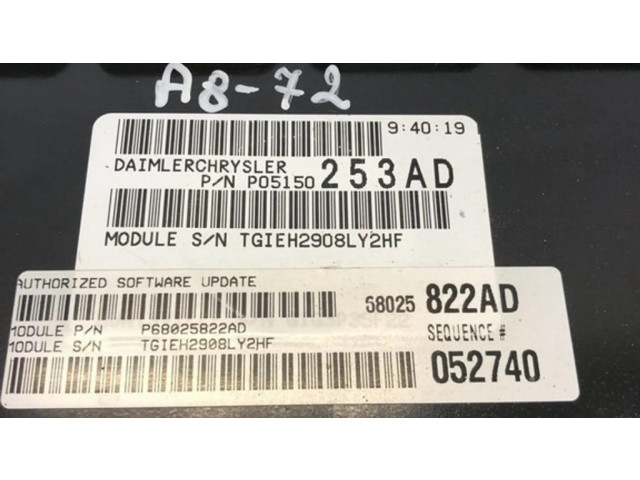 A8-72
9:40:19
DAIMLERCHRYSLER
P/N P05150 253AD
MODULE S/N TGIEH2908LY2HF
AUTHORIZED SOFTWARE UPDATE
68025 822AD
MODULE P/N P68025822AD SEQUENCE #
MODULE S/N TGIEH2908LY2HF
052740